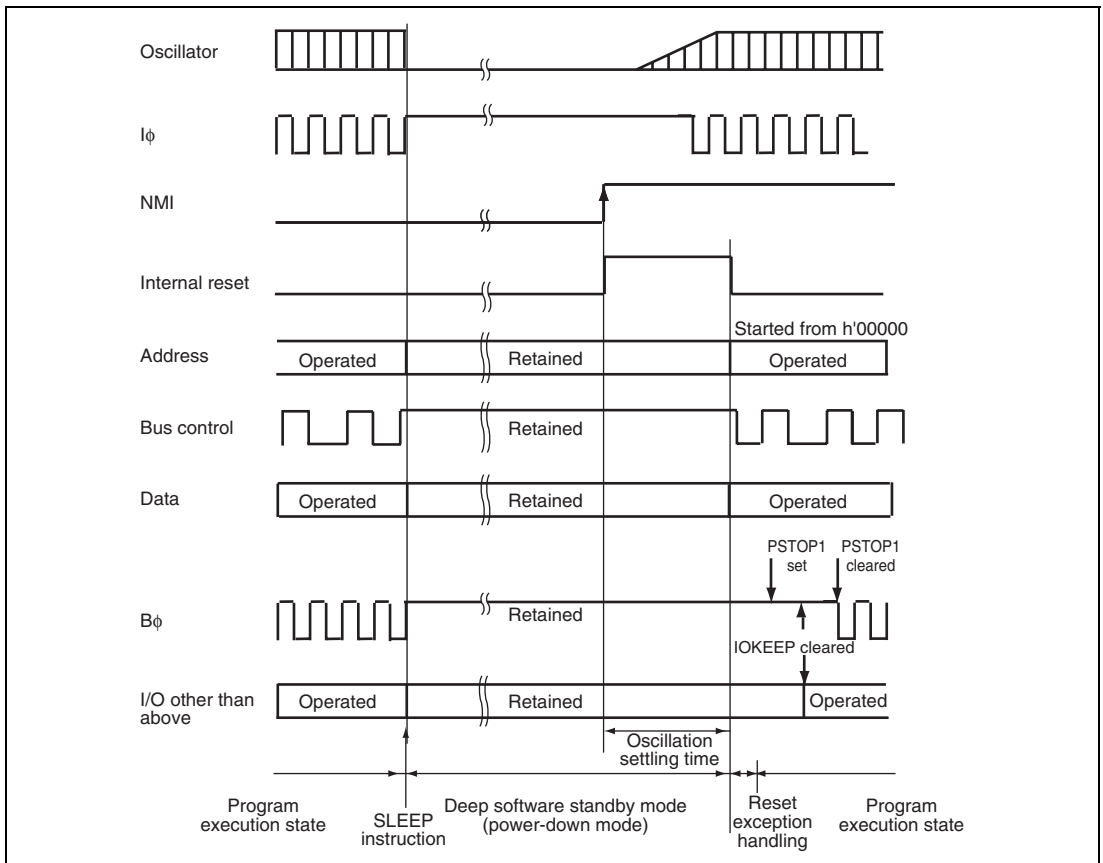 Oscillator
Iϕ
NMI
Internal reset
Started from h'00000
Address
Operated
Retained
Operated
Bus control
Retained
Data
Operated
Retained
Operated
PSTOP1
set
PSTOP1
cleared
Bϕ
Retained
IOKEEP cleared
I/O other than
above
Operated
Retained
Operated
Oscillation
settling time
Program
execution state
SLEEP
instruction
Deep software standby mode
(power-down mode)
Reset
exception
handling
Program
execution state